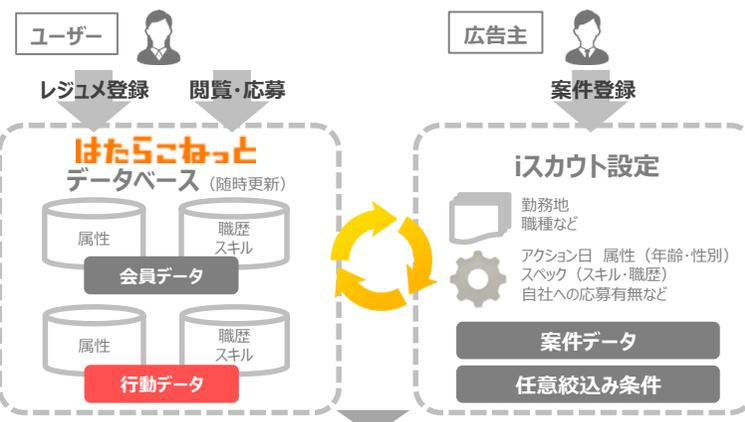 ユーザー
レジュメ登録
閲覧・応募
はたらこねっと
データベース（随時更新）
属性
職歴
スキル
会員データ
属性
職歴
スキル
行動データ
広告主
案件登録
iスカウト設定
勤務地
職種など
アクション日 属性（年齢・性別）
スペック（スキル・職歴）
自社への応募有無など
案件データ
任意絞込み条件